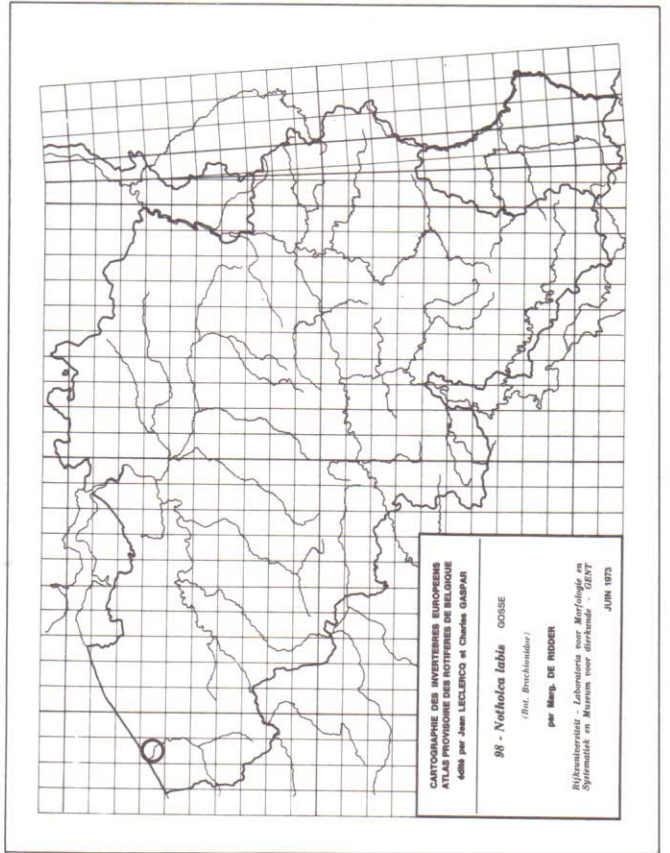 CARTOGRAPHIE DES INVERTEBRES EUROPEENS
ATLAS PROVISOIRE DES ROTIFERES DE BELGIQUE
édité par Jean LECLERCQ et Charles GASPAR
98 - Notholca labis GOSSE
(Rot. Brachionidae)
par Marg. DE RIDDER
Rijksuniversiteit - Laboratoria voor Morfologie en
Systematiek en Museum voor dierkunde - GENT
JUIN 1973